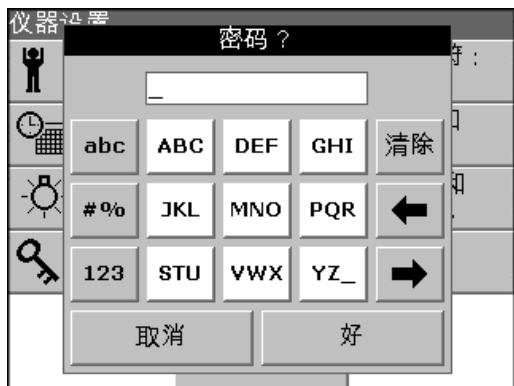 仪器设置
密码？
_
abc ABC DEF GHI 清除
#% JKL MNO PQR
123 STU VWX YZ_
取消 好